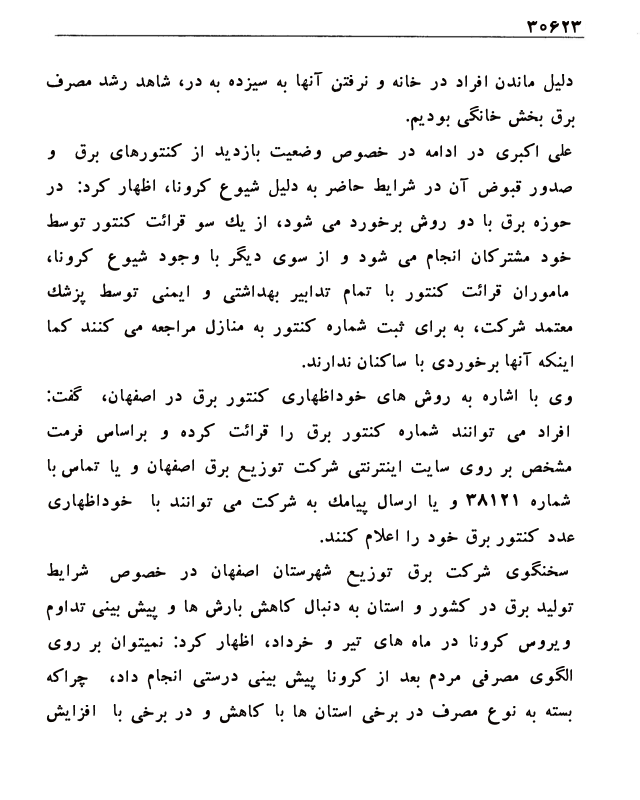 ۳۰۶۲۳
دلیل ماندن افراد در خانه و نرفتن آنها به سیزده به در، شاهد رشد مصرف
برق بخش خانگی بودیم.
علی اکبری در ادامه در خصوص وضعیت بازدید از کنتورهای برق و
صدور قبوض آن در شرایط حاضر به دلیل شیوع کرونا، اظهار کرد: در
حوزه برق با دو روش برخورد می شود، از یك سو قرائت کنتور توسط
خود مشترکان انجام می شود و از سوی دیگر با وجود شیوع کرونا،
ماموران قرائت کنتور با تمام تدابیر بهداشتی و ایمنی توسط پزشك
معتمد شرکت، به برای ثبت شماره کنتور به منازل مراجعه می کنند کما
اینکه آنها برخوردی با ساکنان ندارند.
وی با اشاره به روش های خوداظهاری کنتور برق در اصفهان، گفت:
افراد می توانند شماره کنتور برق را قرائت کرده و براساس فرمت
مشخص بر روی سایت اینترنتی شرکت توزیع برق اصفهان و یا تماس با
شماره ۳۸۱۲۱ و یا ارسال پیامك به شرکت می توانند با خوداظهاری
عدد کنتور برق خود را اعلام کنند.
سخنگوی شرکت برق توزیع شهرستان اصفهان در خصوص شرایط
تولید برق در کشور و استان به دنبال کاهش بارش ها و پیش بینی تداوم
ویروس کرونا در ماه های تیر و خرداد، اظهار کرد: نمیتوان بر روی
الگوی مصرفی مردم بعد از کرونا پیش بینی درستی انجام داد، چراکه
بسته به نوع مصرف در برخی استان ها با کاهش و در برخی با افزایش